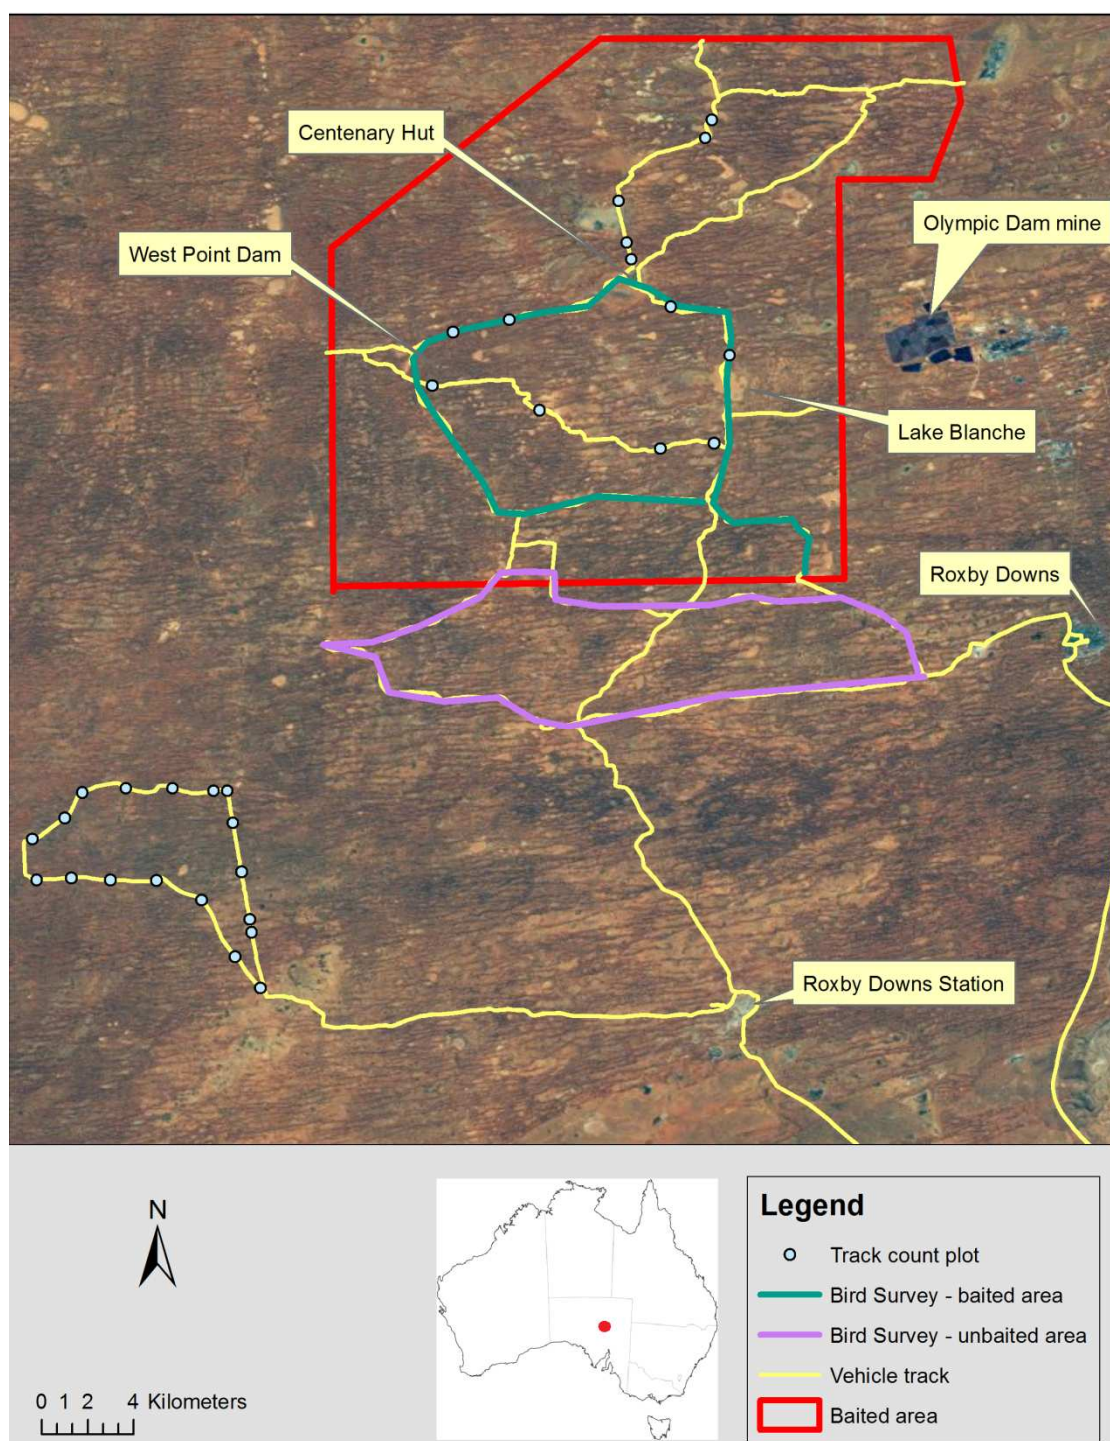 Centenary Hut
Olympic Dam mine
West Point Dam
Lake Blanche
Roxby Downs
Roxby Downs Station
N
Legend
Track count plot
Bird Survey - baited area
Bird Survey - unbaited area
Vehicle track
Baited area
0 1 2 4 Kilometers